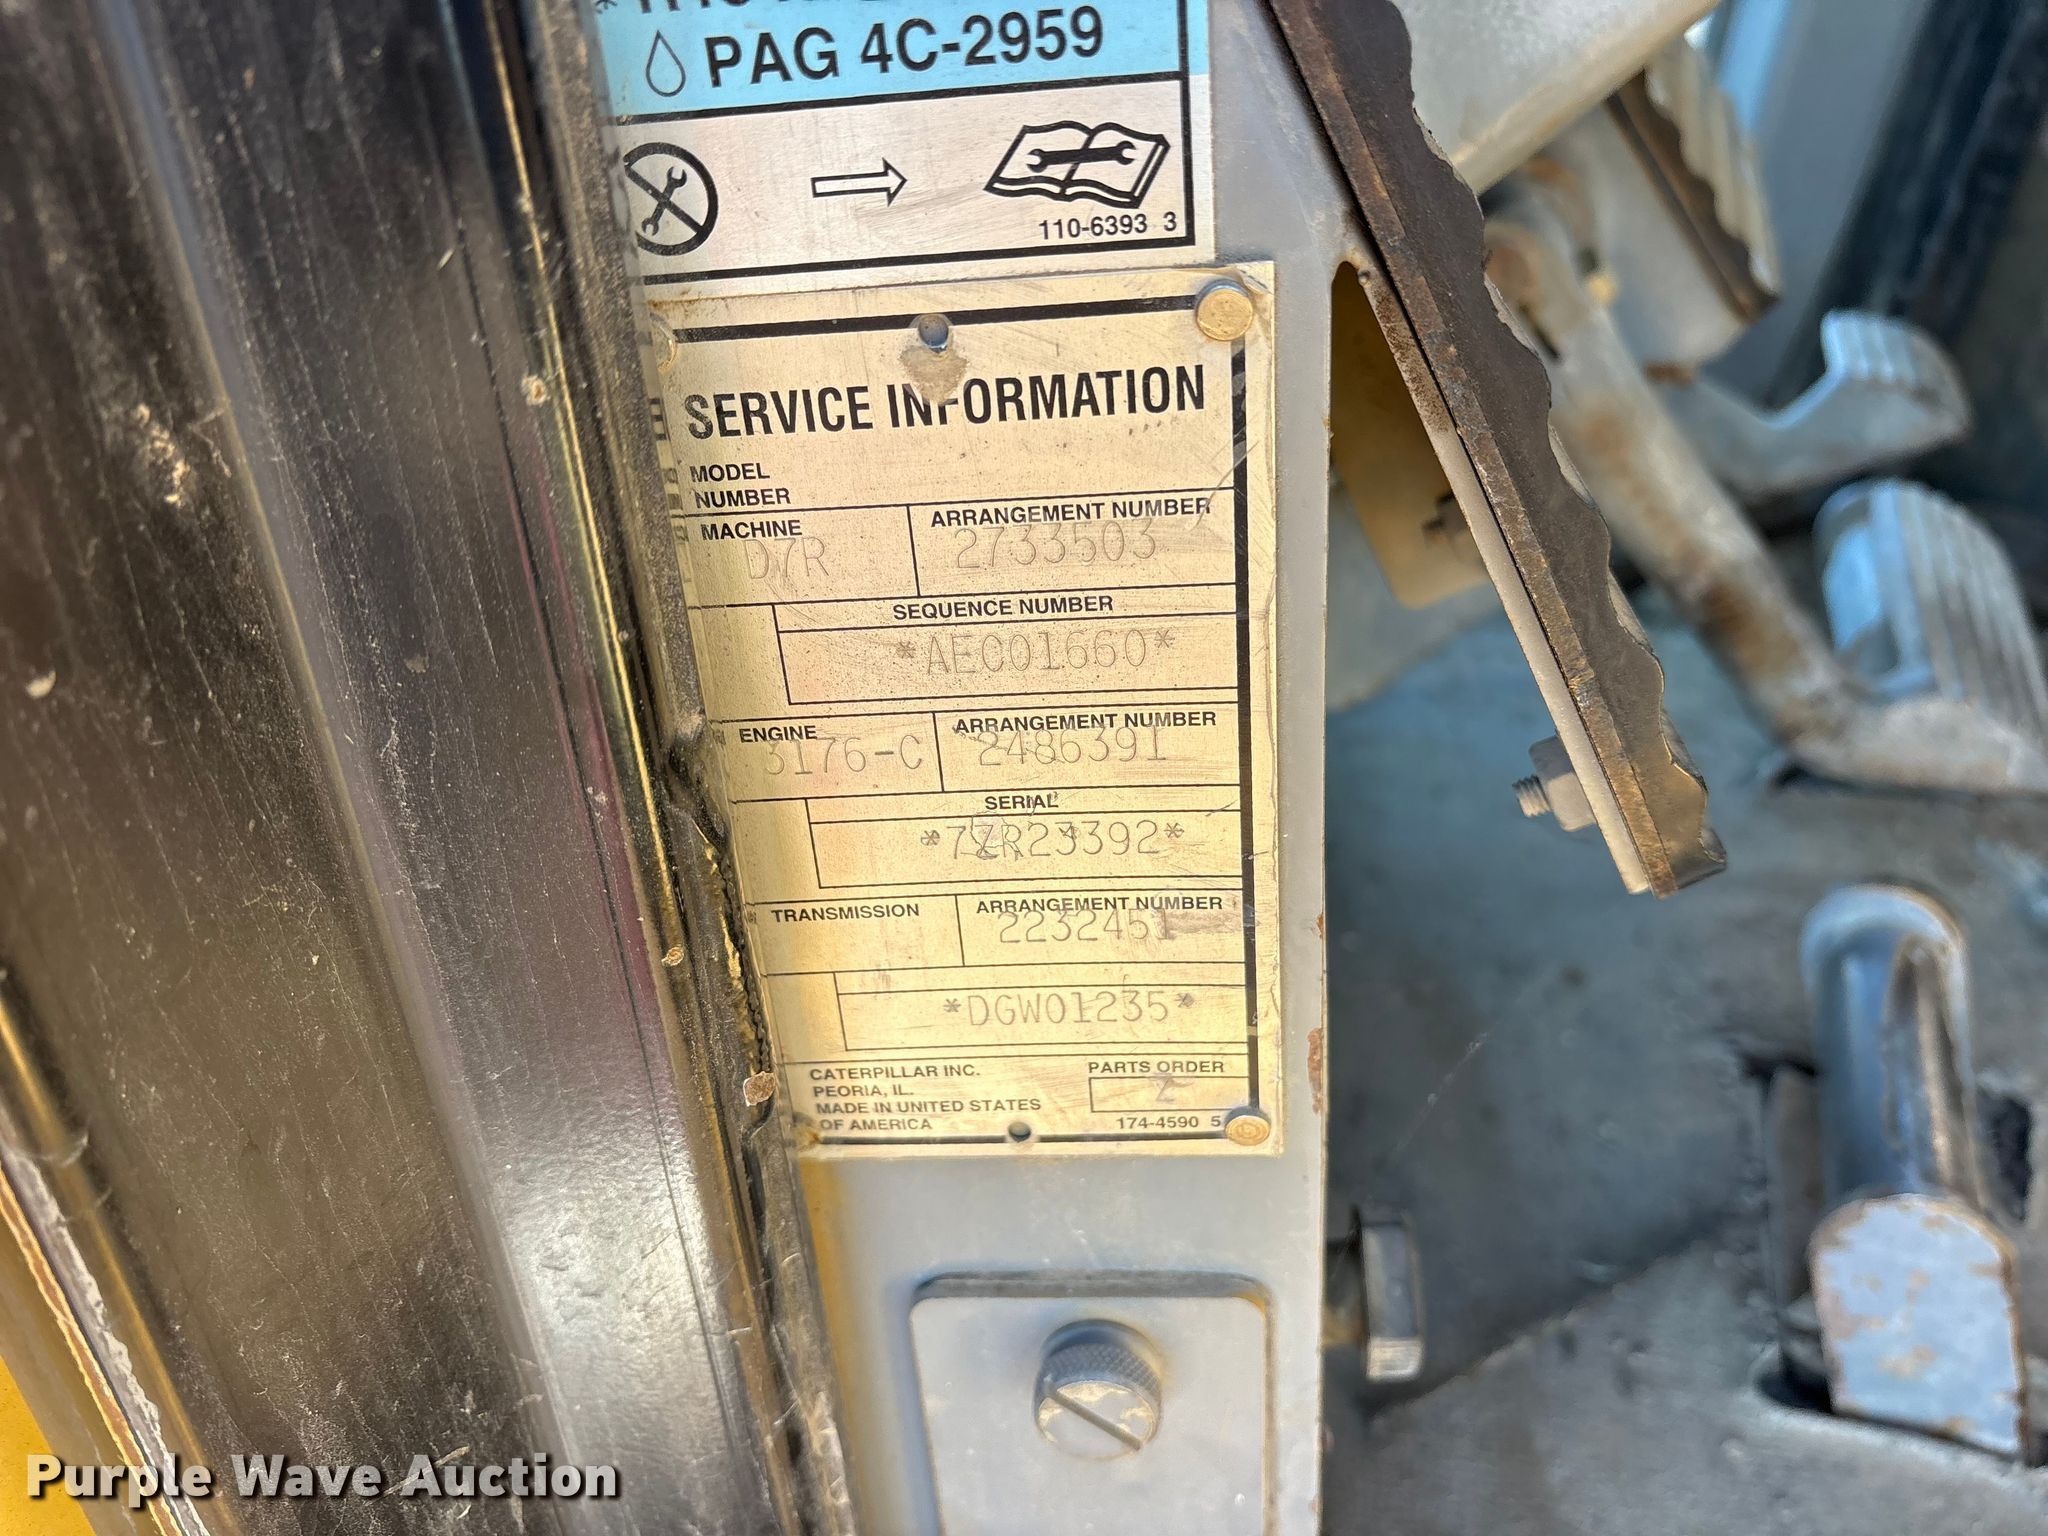 PAG 4C-2959
110-6393 3
SERVICE INFORMATION
MODEL
NUMBER
MACHINE ARRANGEMENT NUMBER
D7R 2733503
SEQUENCE NUMBER
*AEC01660*
ENGINE ARRANGEMENT NUMBER
3176-C 2486391
SERIAL
*7ZR23392*
TRANSMISSION ARRANGEMENT NUMBER
2232451
*DGW01235*
CATERPILLAR INC. PARTS ORDER
PEORIA, IL. Z
MADE IN UNITED STATES
OF AMERICA 174-4590 5
Purple Wave Auction